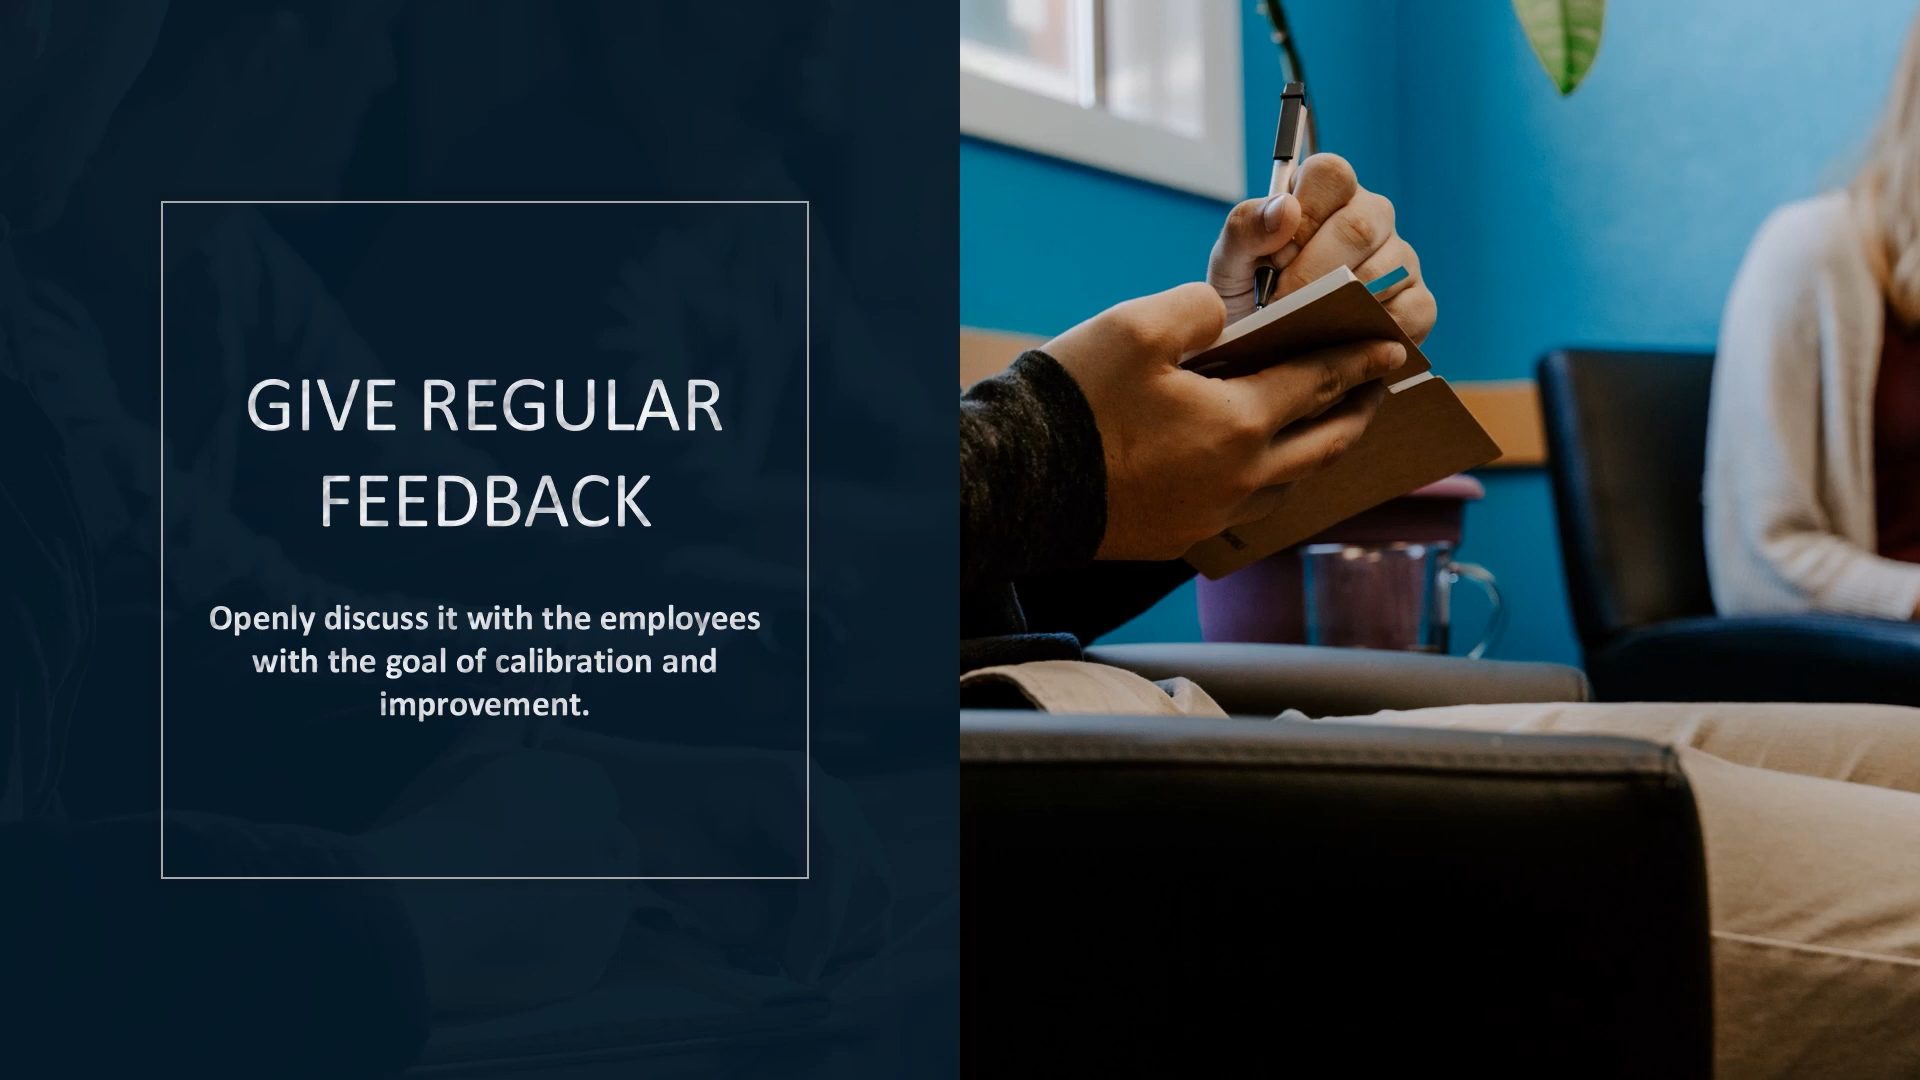 GIVE REGULAR
FEEDBACK
Openly discuss it with the employees
with the goal of calibration and
improvement.